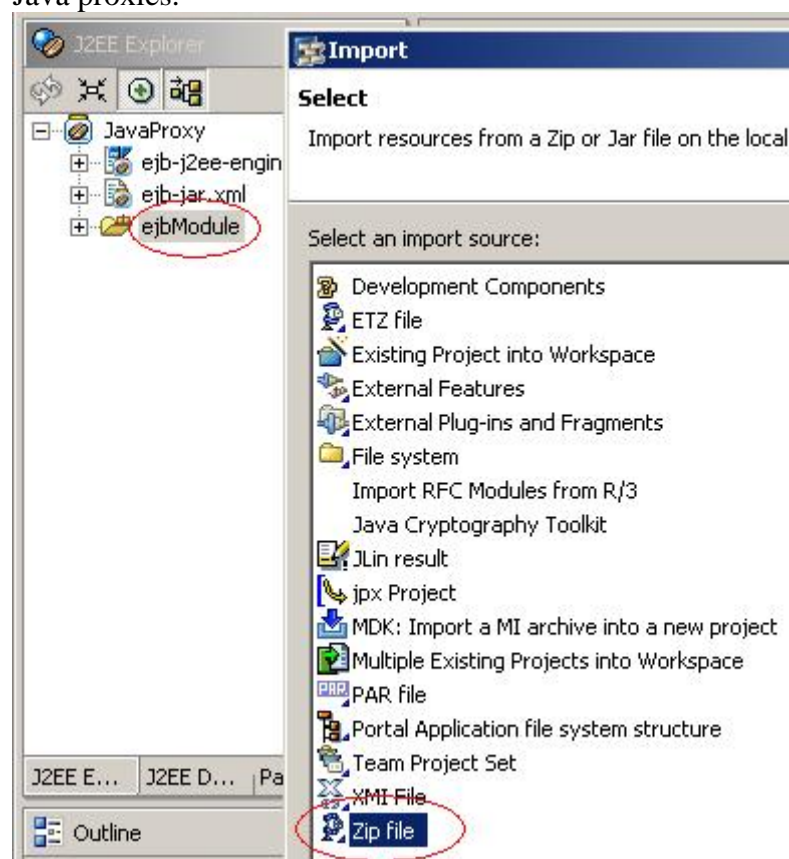 Java proxies.
J2EE Explorer
JavaProxy
ejb-j2ee-engin
ejb-jar.xml
ejbModule
J2EE E... J2EE D... Pa
Outline
Import
Select
Import resources from a Zip or Jar file on the local
Select an import source:
Development Components
ETZ file
Existing Project into Workspace
External Features
External Plug-ins and Fragments
File system
Import RFC Modules from R/3
Java Cryptography Toolkit
JLin result
jpx Project
MDK: Import a MI archive into a new project
Multiple Existing Projects into Workspace
PAR file
Portal Application file system structure
Team Project Set
XMI File
Zip file